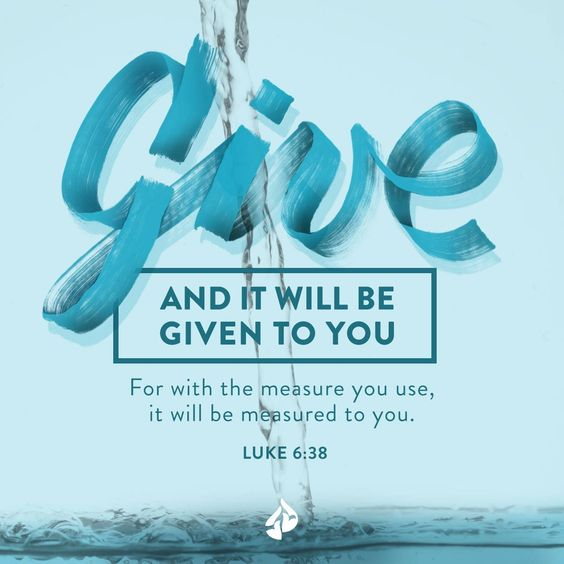 Give
AND IT WILL BE
GIVEN TO YOU
For with the measure you use,
it will be measured to you.
LUKE 6:38